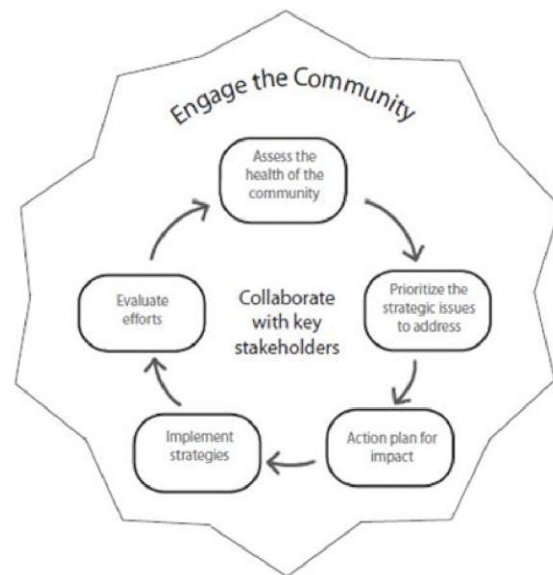 Engage the Community
Assess the
health of the
community
Prioritize the
strategic issues
to address
Action plan for
impact
Implement
strategies
Evaluate
efforts
Collaborate
with key
stakeholders